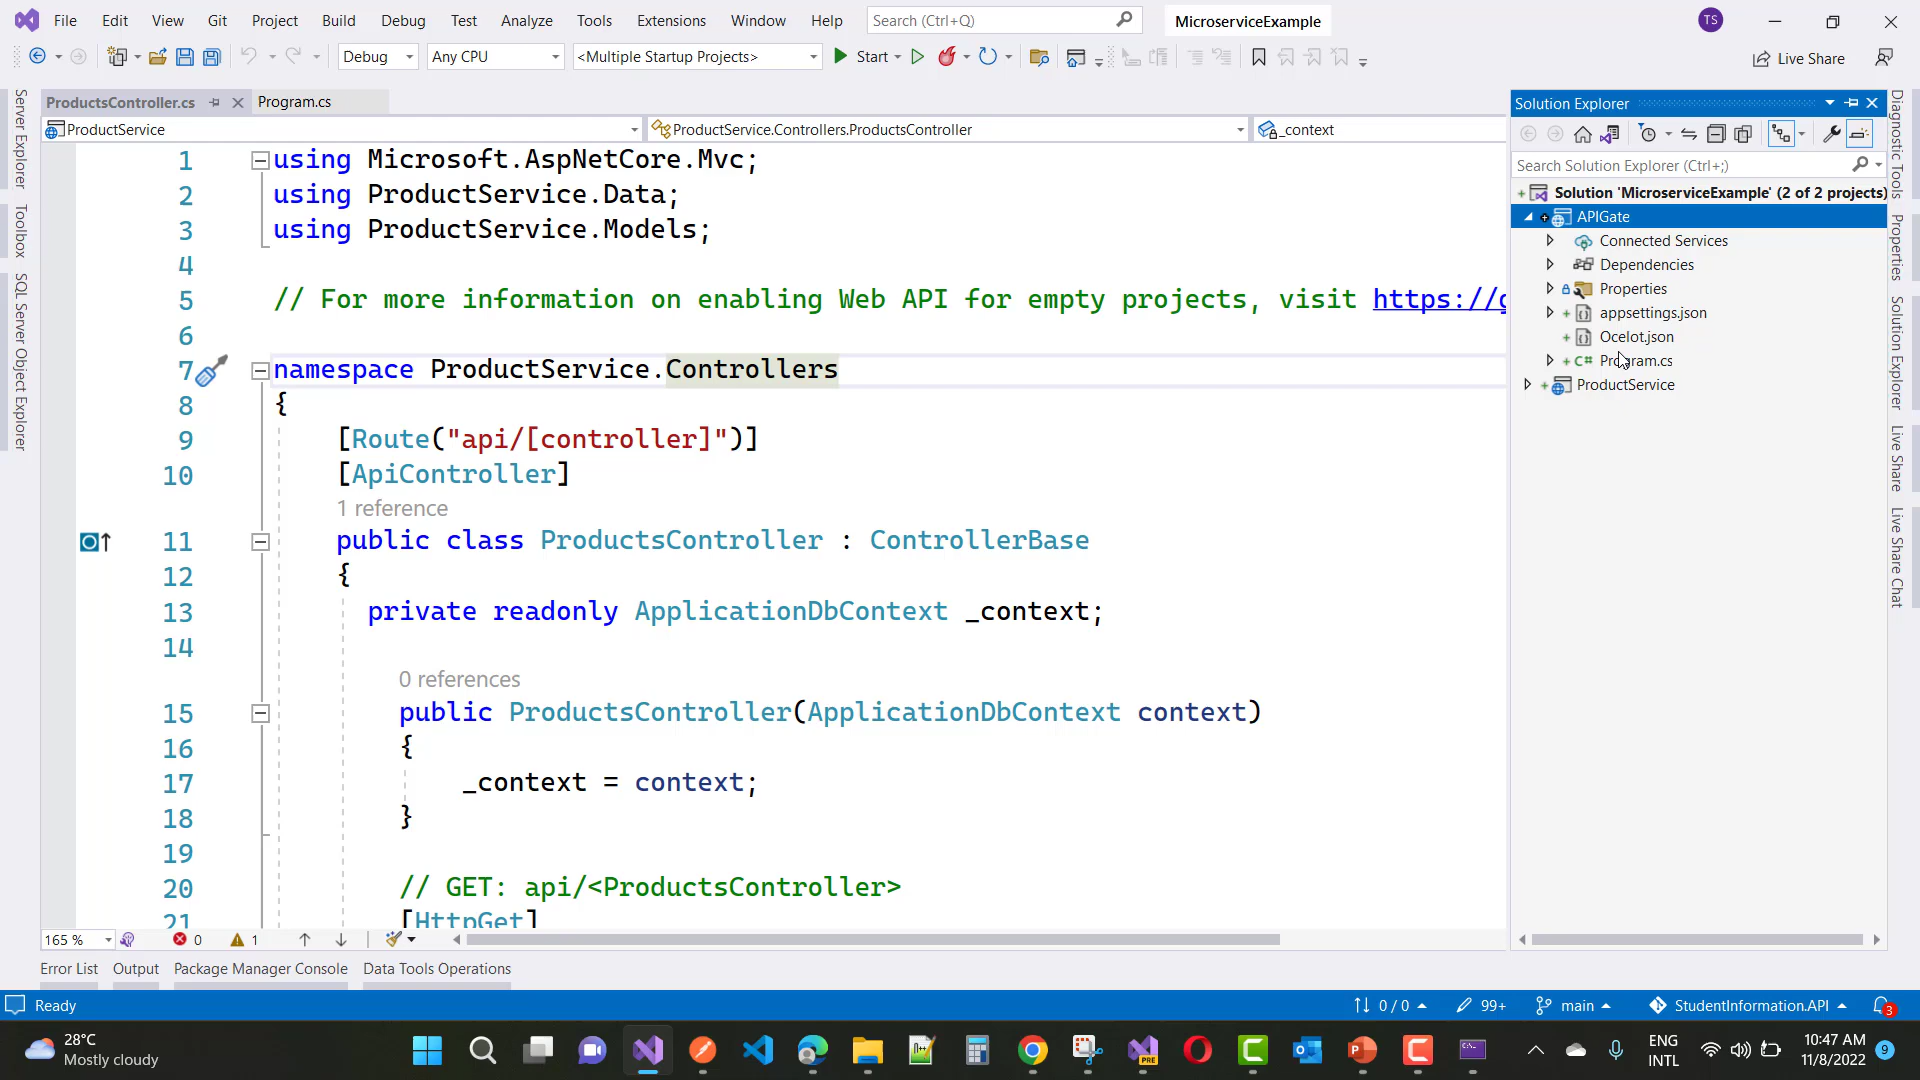 File Edit View Git Project Build Debug Test Analyze Tools Extensions Window Help Search (Ctrl+Q) MicroserviceExample TS
Debug Any CPU <Multiple Startup Projects> Start Live Share
ProductsController.cs Program.cs
ProductService ProductService.Controllers.ProductsController _context
1 using Microsoft.AspNetCore.Mvc;
2 using ProductService.Data;
3 using ProductService.Models;
4
5 // For more information on enabling Web API for empty projects, visit https://g
6
7 namespace ProductService.Controllers
8 {
9 [Route("api/[controller]")]
10 [ApiController]
1 reference
11 public class ProductsController : ControllerBase
12 {
13 private readonly ApplicationDbContext _context;
14
0 references
15 public ProductsController(ApplicationDbContext context)
16 {
17 _context = context;
18 }
19
20 // GET: api/<ProductsController>
21 [HttpGet]
165 % 0 1
Error List Output Package Manager Console Data Tools Operations
Ready 0 / 0 99+ main StudentInformation.API 3
Server Explorer
Toolbox
SQL Server Object Explorer
Solution Explorer
Search Solution Explorer (Ctrl+;)
Solution 'MicroserviceExample' (2 of 2 projects)
APIGate
Connected Services
Dependencies
Properties
appsettings.json
Ocelot.json
C# Program.cs
ProductService
Diagnostic Tools
Properties
Solution Explorer
Live Share
Live Share Chat
28°C
Mostly cloudy
PRE
ENG
INTL
10:47 AM
11/8/2022
9